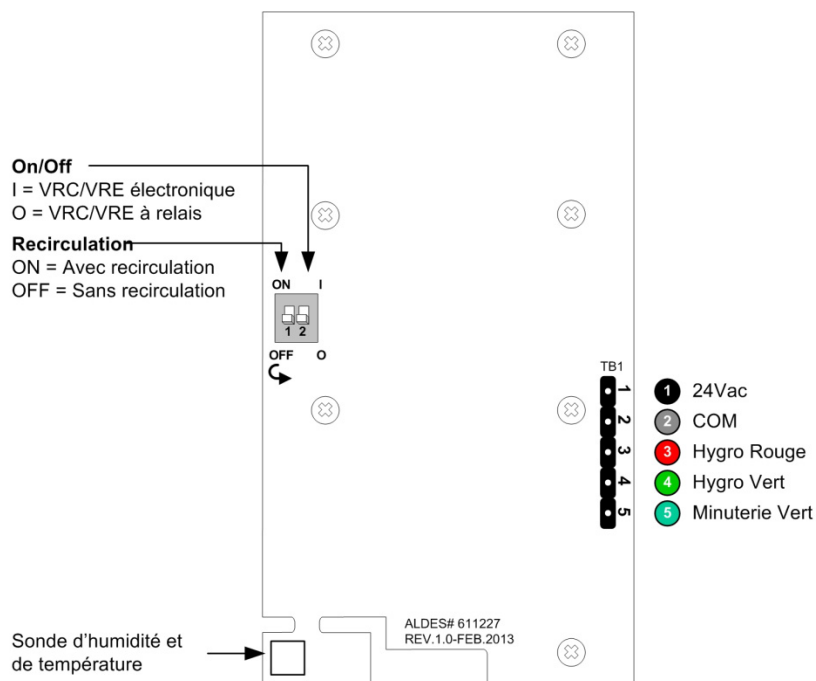 On/Off
I = VRC/VRE électronique
O = VRC/VRE à relais
Recirculation
ON = Avec recirculation
OFF = Sans recirculation
ON I
1 2
OFF O
TB1
1 1 24Vac
2 2 COM
3 3 Hygro Rouge
4 4 Hygro Vert
5 5 Minuterie Vert
ALDES# 611227
REV.1.0-FEB.2013
Sonde d'humidité et
de température